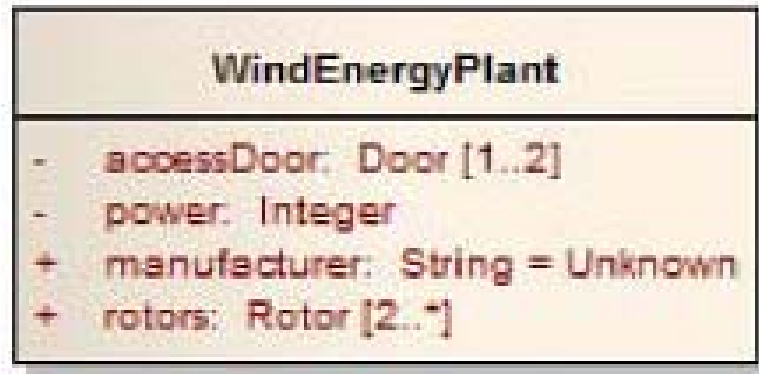 WindEnergyPlant
- accessDoor: Door [1..2]
- power: Integer
+ manufacturer: String = Unknown
+ rotors: Rotor [2..*]